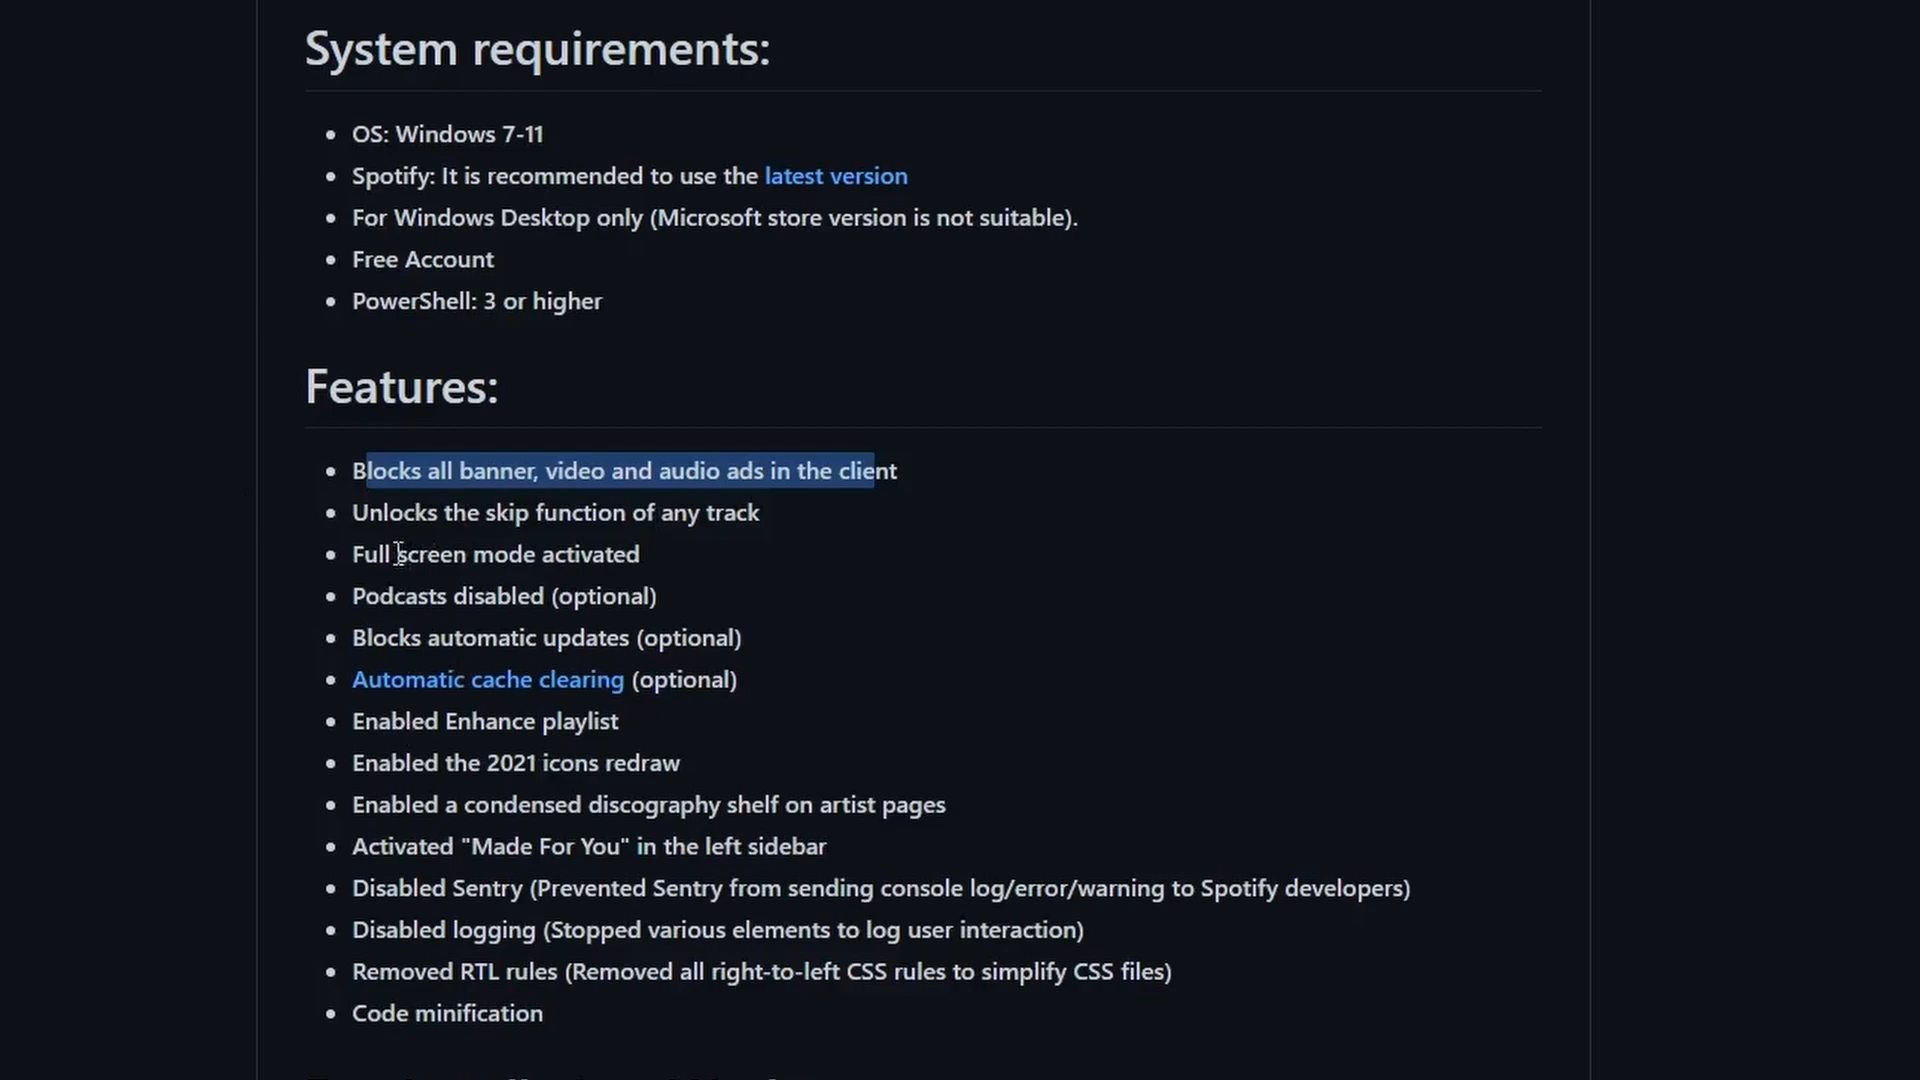 System requirements:
OS: Windows 7-11
Spotify: It is recommended to use the latest version
For Windows Desktop only (Microsoft store version is not suitable).
Free Account
PowerShell: 3 or higher
Features:
Blocks all banner, video and audio ads in the client
Unlocks the skip function of any track
Full screen mode activated
Podcasts disabled (optional)
Blocks automatic updates (optional)
Automatic cache clearing (optional)
Enabled Enhance playlist
Enabled the 2021 icons redraw
Enabled a condensed discography shelf on artist pages
Activated "Made For You" in the left sidebar
Disabled Sentry (Prevented Sentry from sending console log/error/warning to Spotify developers)
Disabled logging (Stopped various elements to log user interaction)
Removed RTL rules (Removed all right-to-left CSS rules to simplify CSS files)
Code minification